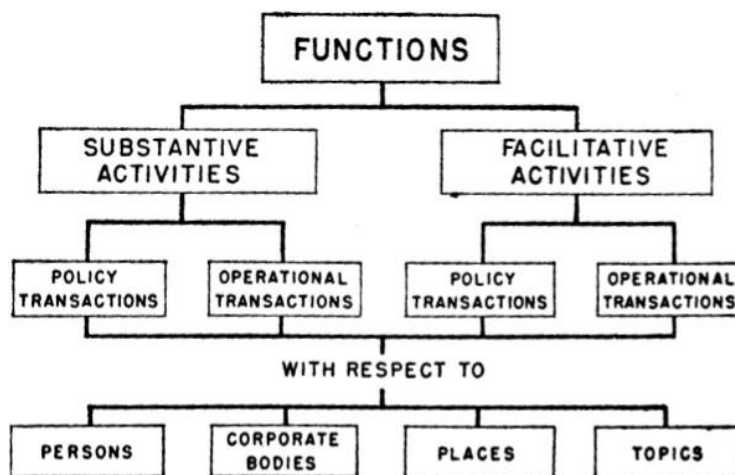 FUNCTIONS
SUBSTANTIVE
ACTIVITIES
FACILITATIVE
ACTIVITIES
POLICY
TRANSACTIONS
OPERATIONAL
TRANSACTIONS
POLICY
TRANSACTIONS
OPERATIONAL
TRANSACTIONS
WITH RESPECT TO
PERSONS
CORPORATE
BODIES
PLACES
TOPICS